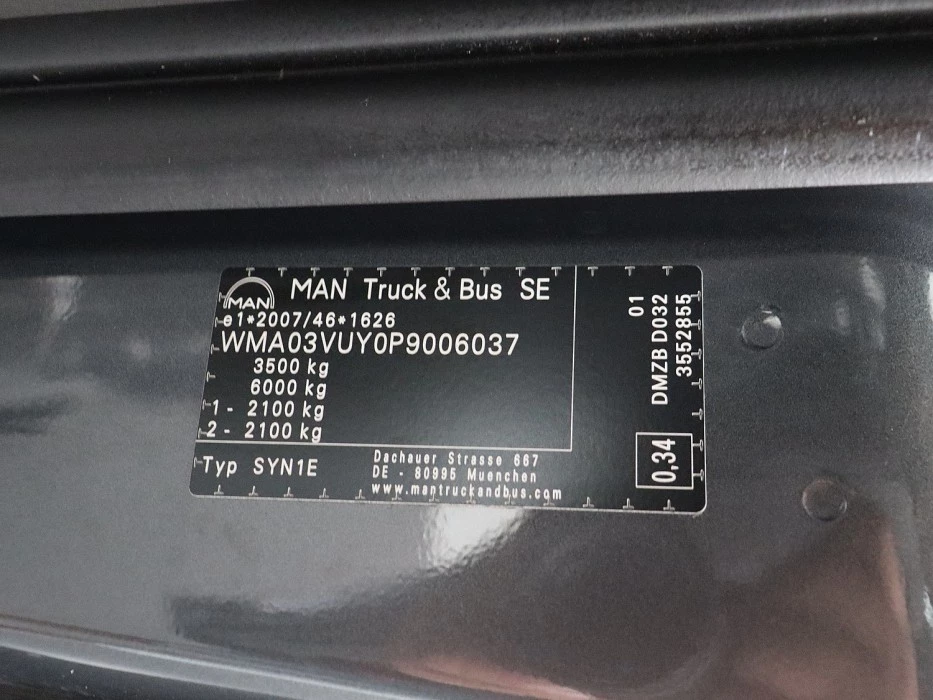 MAN
MAN Truck & Bus SE
e1*2007/46*1626
WMA03VUY0P9006037
3500 kg
6000 kg
1 - 2100 kg
2 - 2100 kg
Typ SYN1E
Dachauer Strasse 667
DE - 80995 Muenchen
www.mantruckandbus.com
01
DMZB D032
3552855
0,34